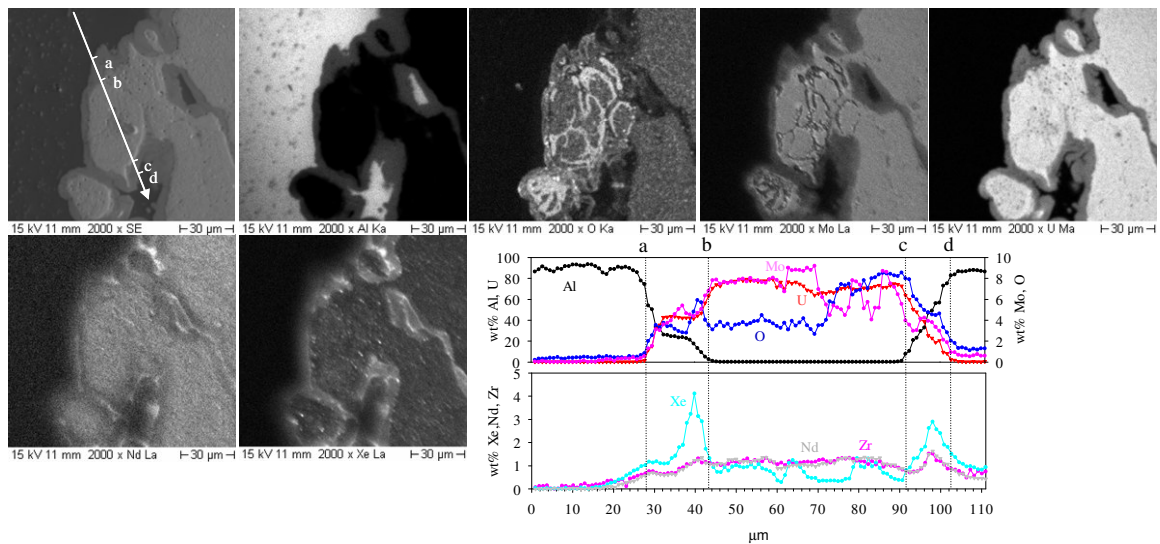 a
b
c
d
15 kV 11 mm 2000 x SE 30 µm
15 kV 11 mm 2000 x Al Ka 30 µm
15 kV 11 mm 2000 x O Ka 30 µm
15 kV 11 mm 2000 x Mo La 30 µm
15 kV 11 mm 2000 x U Ma 30 µm
15 kV 11 mm 2000 x Nd La 30 µm
15 kV 11 mm 2000 x Xe La 30 µm
a b c d
wt% Al, U
100
80
60
40
20
0
Al
Mo
U
O
10
8
6
4
2
0
wt% Mo, O
wt% Xe,Nd, Zr
5
4
3
2
1
0
Xe
Nd
Zr
0 10 20 30 40 50 60 70 80 90 100 110
µm